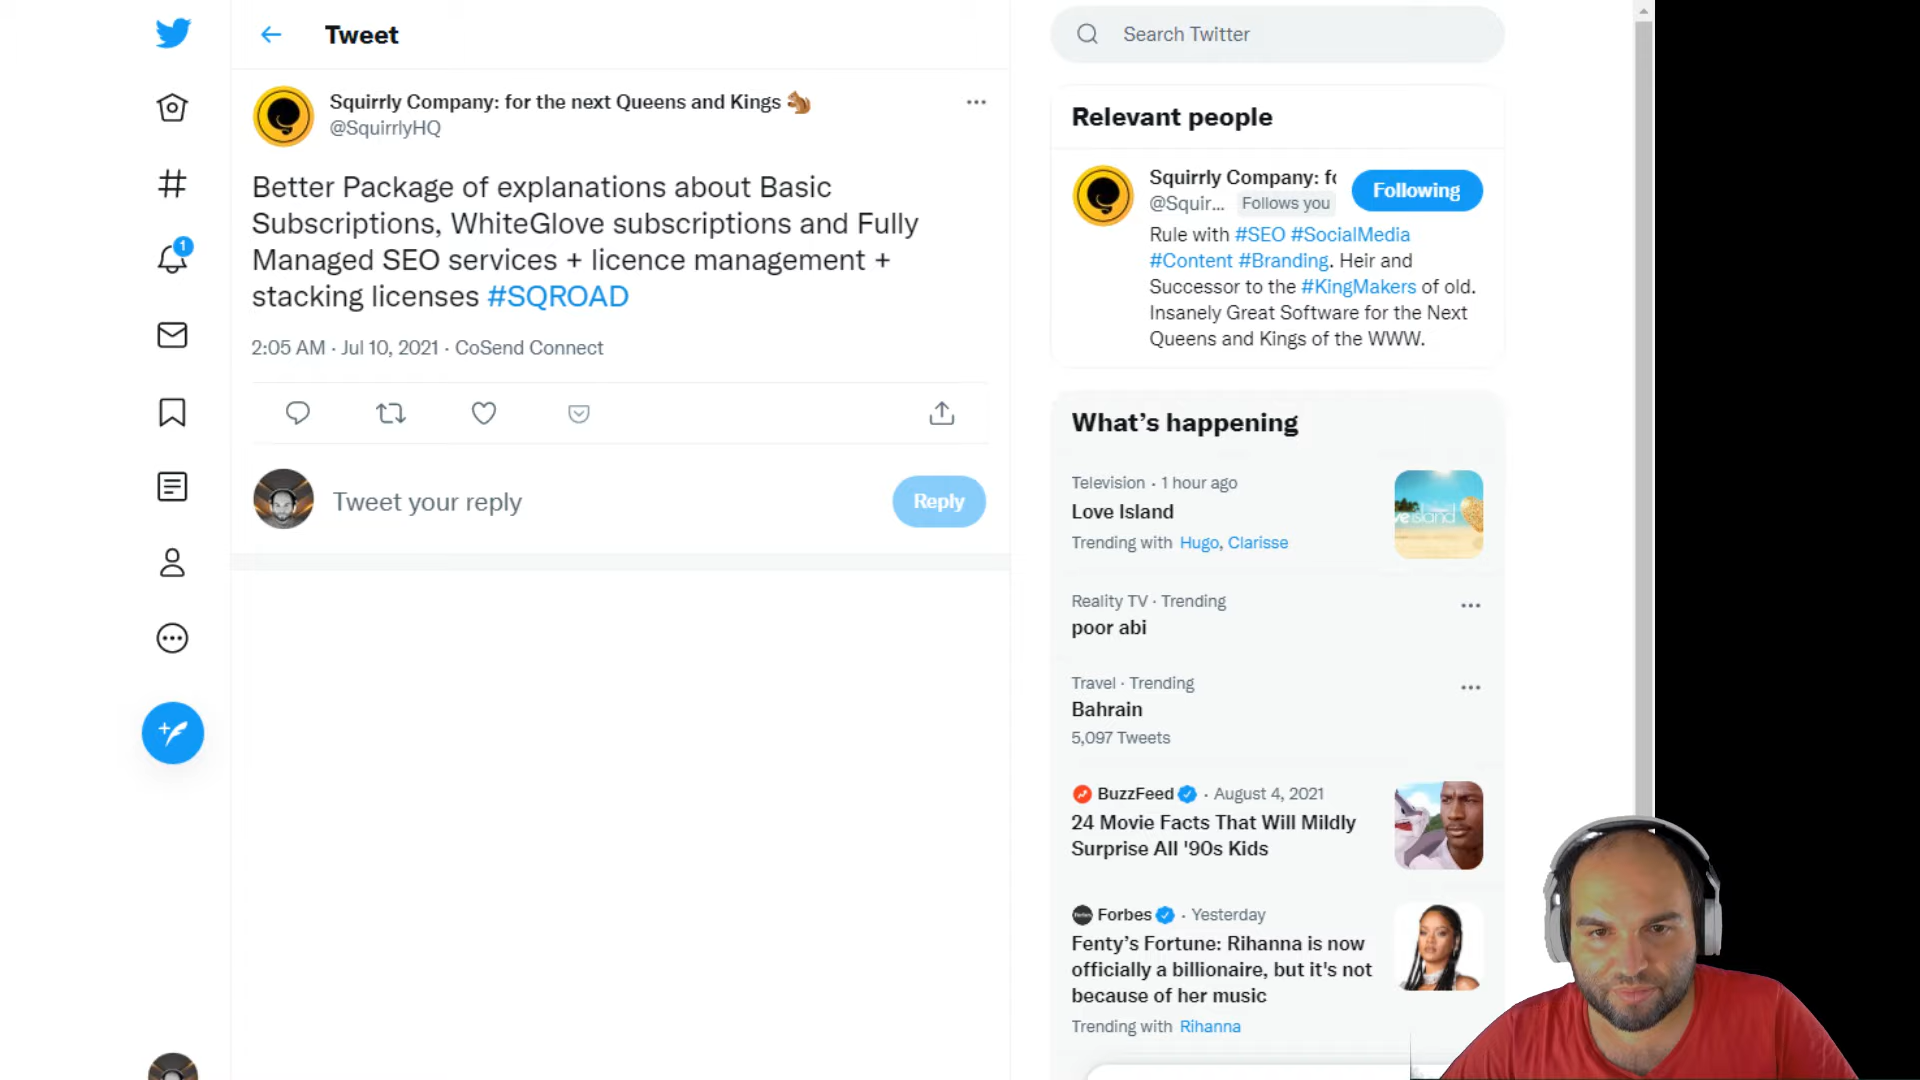 Tweet
Squirrly Company: for the next Queens and Kings 🐿
@SquirrlyHQ
Better Package of explanations about Basic
Subscriptions, WhiteGlove subscriptions and Fully
Managed SEO services + licence management +
stacking licenses #SQROAD
2:05 AM · Jul 10, 2021 · CoSend Connect
Tweet your reply
Reply
1
Search Twitter
Relevant people
Squirrly Company: fo
@Squir... Follows you
Following
Rule with #SEO #SocialMedia
#Content #Branding. Heir and
Successor to the #KingMakers of old.
Insanely Great Software for the Next
Queens and Kings of the WWW.
What's happening
Television · 1 hour ago
Love Island
Trending with Hugo, Clarisse
ve island
Reality TV · Trending
poor abi
Travel · Trending
Bahrain
5,097 Tweets
BuzzFeed · August 4, 2021
24 Movie Facts That Will Mildly
Surprise All '90s Kids
Forbes · Yesterday
Fenty's Fortune: Rihanna is now
officially a billionaire, but it's not
because of her music
Trending with Rihanna